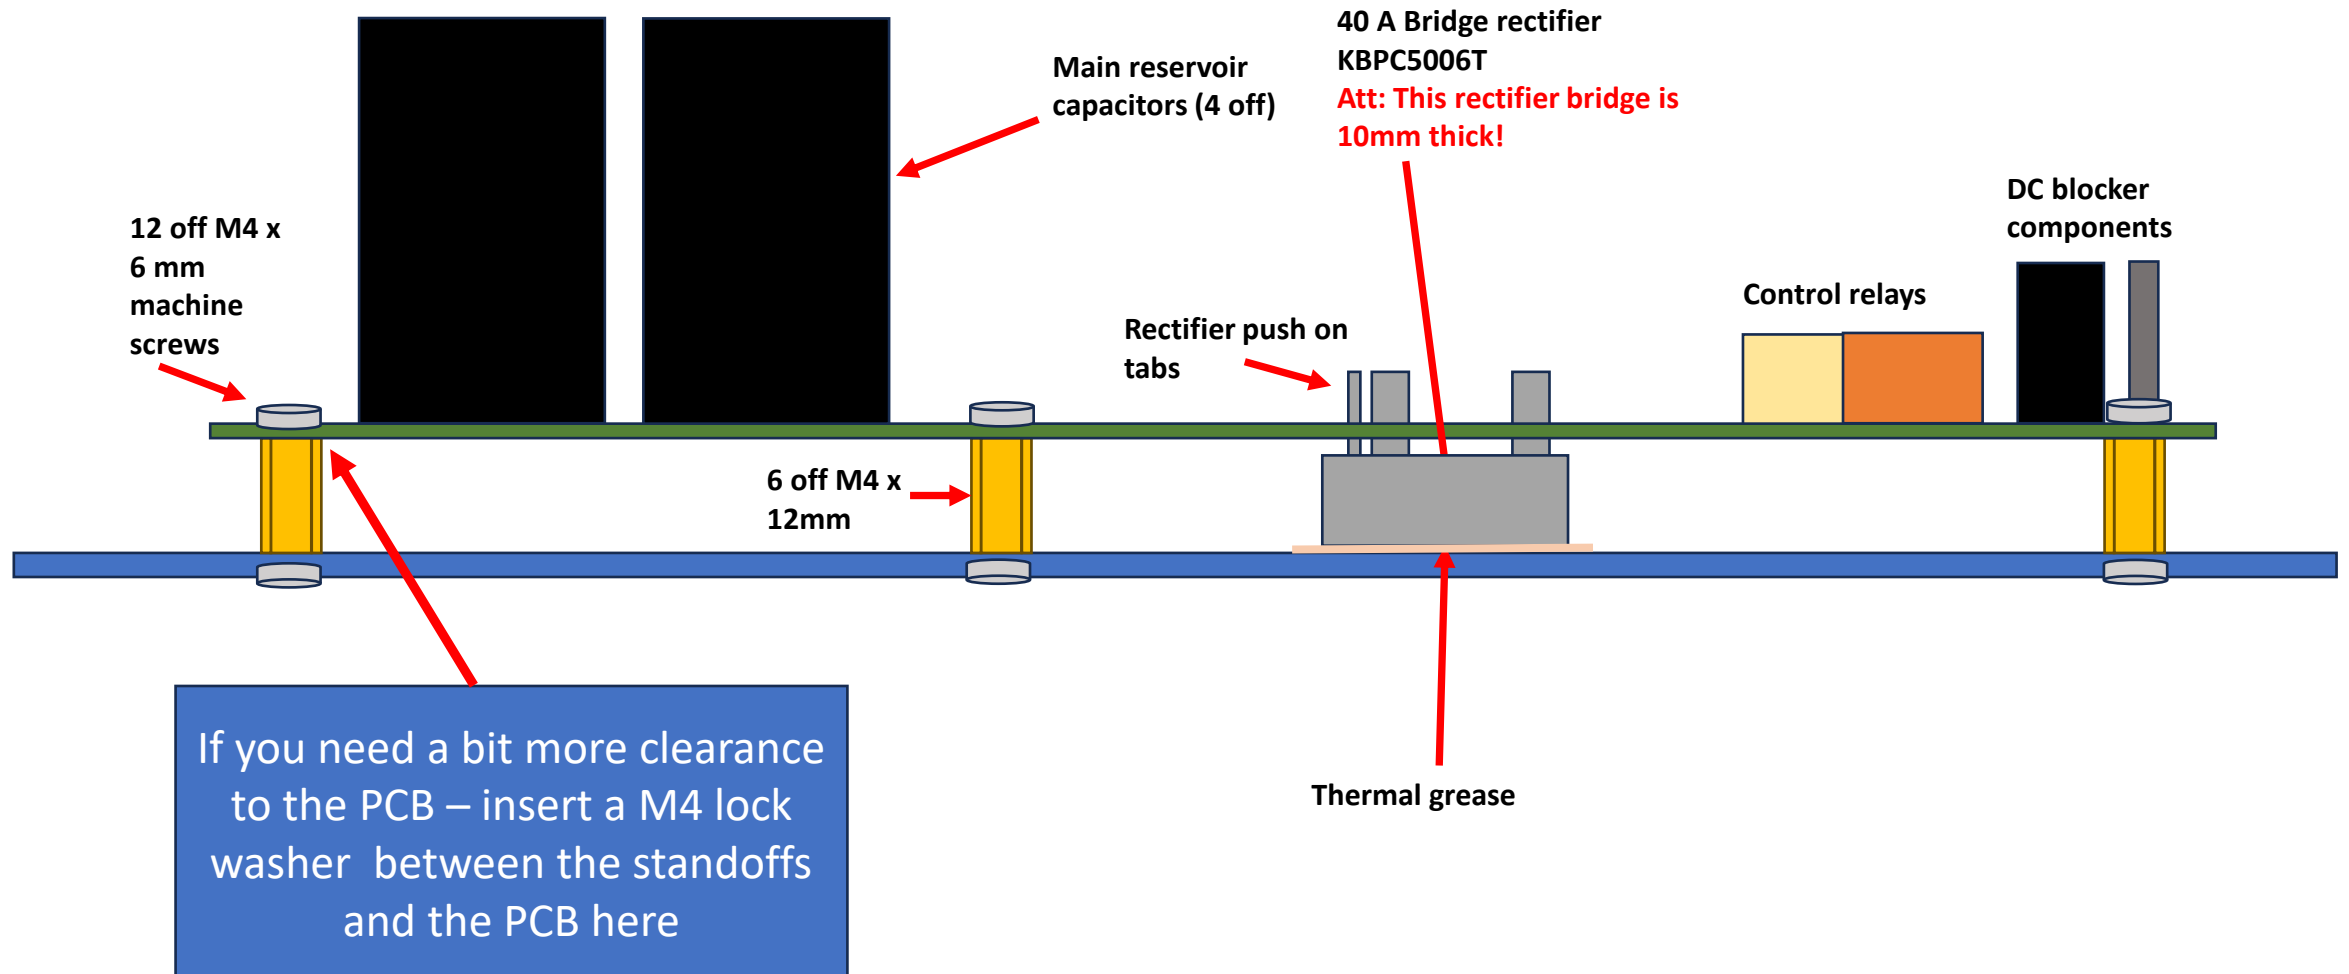 40 A Bridge rectifier
KBPC5006T
Att: This rectifier bridge is
10mm thick!
Main reservoir
capacitors (4 off)
DC blocker
components
12 off M4 x
6 mm
machine
screws
Control relays
Rectifier push on
tabs
6 off M4 x
12mm
If you need a bit more clearance
to the PCB – insert a M4 lock
washer  between the standoffs
and the PCB here
Thermal grease